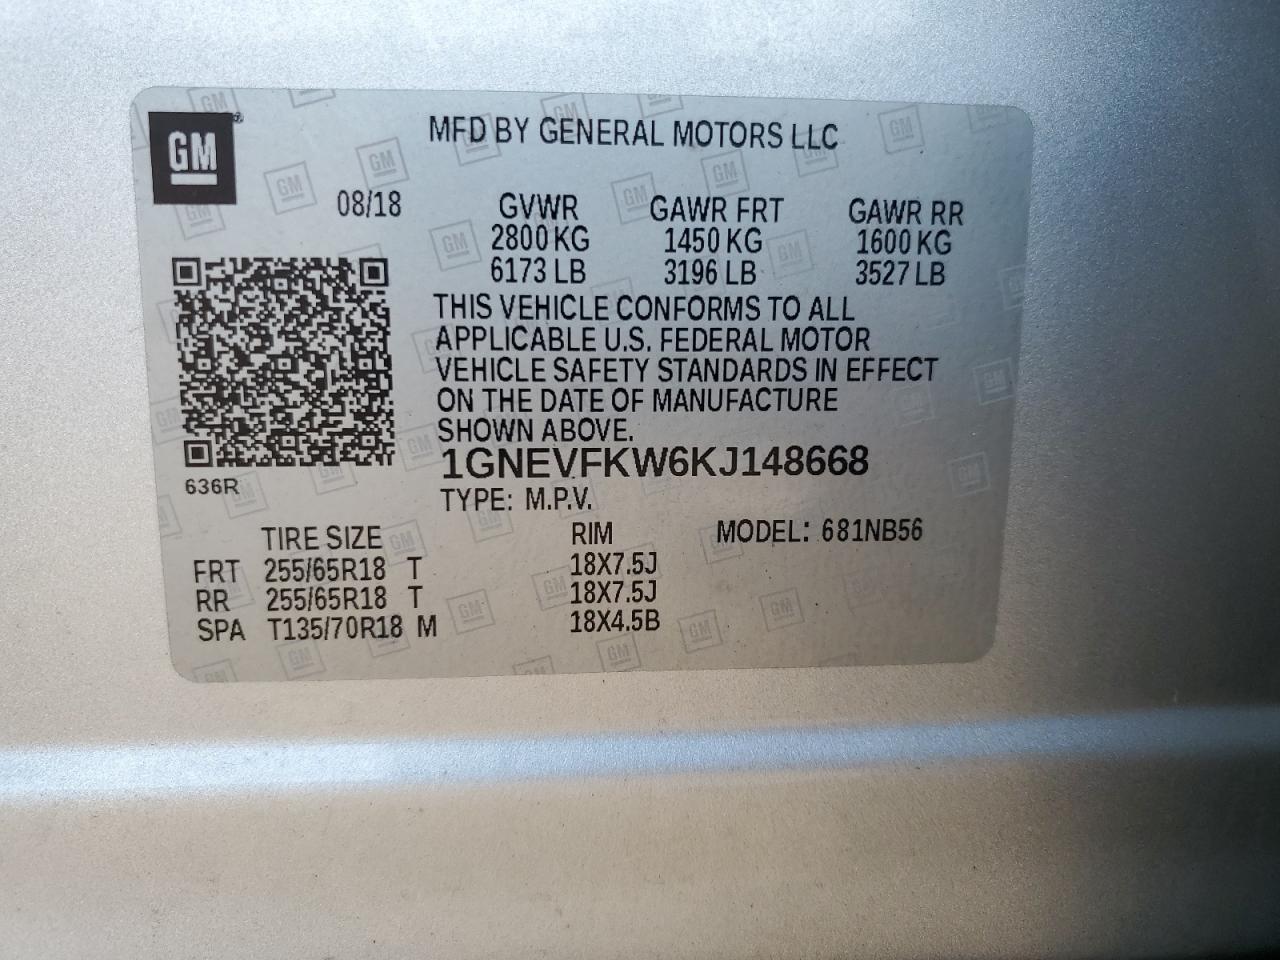 GM
MFD BY GENERAL MOTORS LLC
08/18 GVWR GAWR FRT GAWR RR
2800 KG 1450 KG 1600 KG
6173 LB 3196 LB 3527 LB
THIS VEHICLE CONFORMS TO ALL
APPLICABLE U.S. FEDERAL MOTOR
VEHICLE SAFETY STANDARDS IN EFFECT
ON THE DATE OF MANUFACTURE
SHOWN ABOVE.
1GNEVFKW6KJ148668
636R
TYPE: M.P.V.
TIRE SIZE RIM MODEL: 681NB56
FRT 255/65R18 T 18X7.5J
RR 255/65R18 T 18X7.5J
SPA T135/70R18 M 18X4.5B